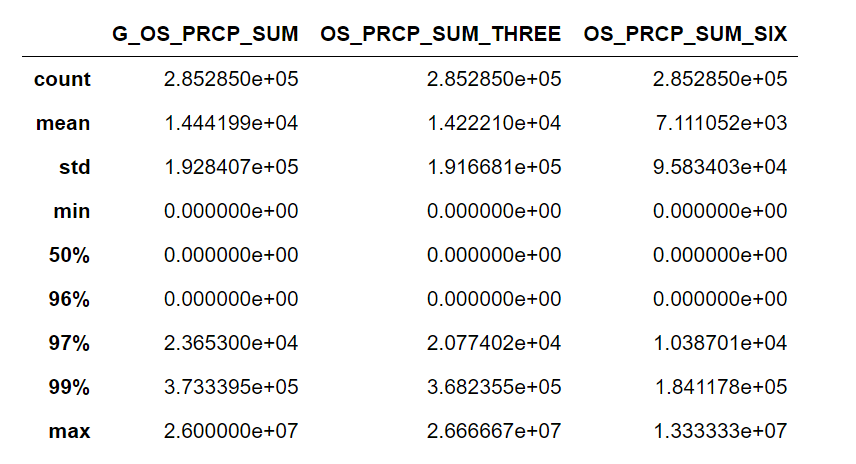 G_OS_PRCP_SUM OS_PRCP_SUM_THREE OS_PRCP_SUM_SIX
count 2.852850e+05 2.852850e+05 2.852850e+05
mean 1.444199e+04 1.422210e+04 7.111052e+03
std 1.928407e+05 1.916681e+05 9.583403e+04
min 0.000000e+00 0.000000e+00 0.000000e+00
50% 0.000000e+00 0.000000e+00 0.000000e+00
96% 0.000000e+00 0.000000e+00 0.000000e+00
97% 2.365300e+04 2.077402e+04 1.038701e+04
99% 3.733395e+05 3.682355e+05 1.841178e+05
max 2.600000e+07 2.666667e+07 1.333333e+07